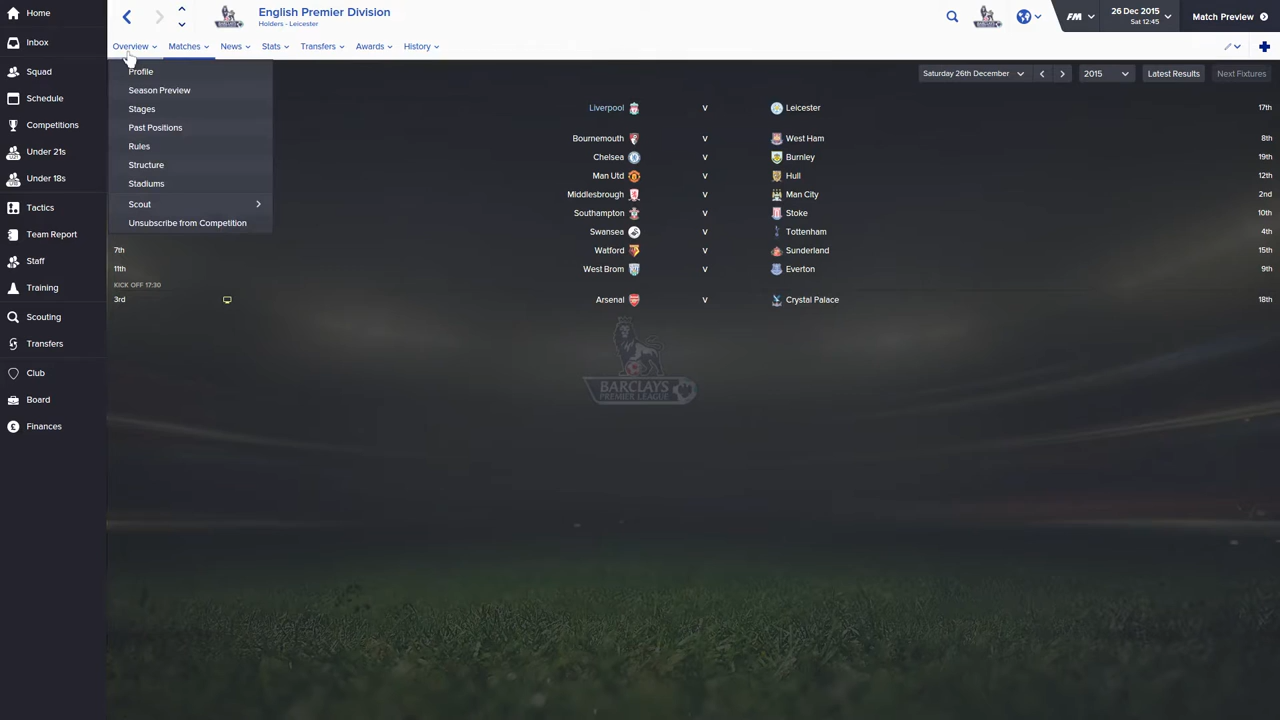 Home
Inbox
Squad
Schedule
Competitions
Under 21s
Under 18s
Tactics
Team Report
Staff
Training
Scouting
Transfers
Club
Board
Finances
English Premier Division
Holders - Leicester
FM
26 Dec 2015
Sat 12:45
Match Preview
Overview Matches News Stats Transfers Awards History
Profile
Season Preview
Stages
Past Positions
Rules
Structure
Stadiums
Scout
Unsubscribe from Competition
Saturday 26th December 2015 Latest Results Next Fixtures
Liverpool v Leicester 17th
Bournemouth v West Ham 8th
Chelsea v Burnley 19th
Man Utd v Hull 12th
Middlesbrough v Man City 2nd
Southampton v Stoke 10th
Swansea v Tottenham 4th
7th Watford v Sunderland 15th
11th West Brom v Everton 9th
KICK OFF 17:30
3rd Arsenal v Crystal Palace 18th
BARCLAYS
PREMIER LEAGUE